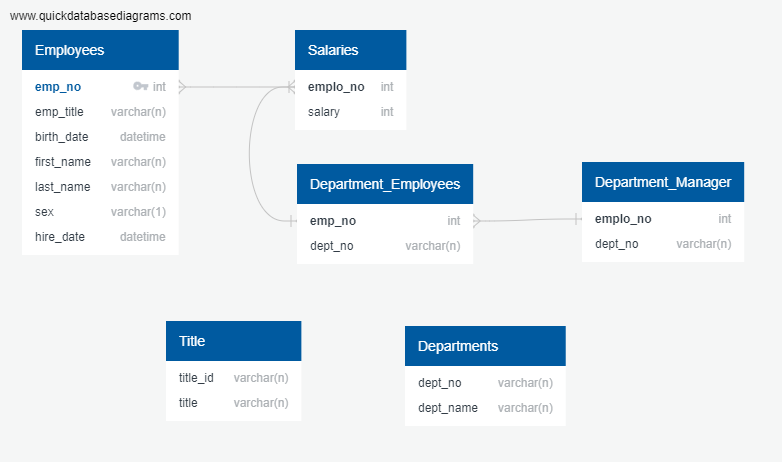 www.quickdatabasediagrams.com
Employees
emp_no int
emp_title varchar(n)
birth_date datetime
first_name varchar(n)
last_name varchar(n)
sex varchar(1)
hire_date datetime
Salaries
emplo_no int
salary int
Department_Employees
emp_no int
dept_no varchar(n)
Department_Manager
emplo_no int
dept_no varchar(n)
Title
title_id varchar(n)
title varchar(n)
Departments
dept_no varchar(n)
dept_name varchar(n)